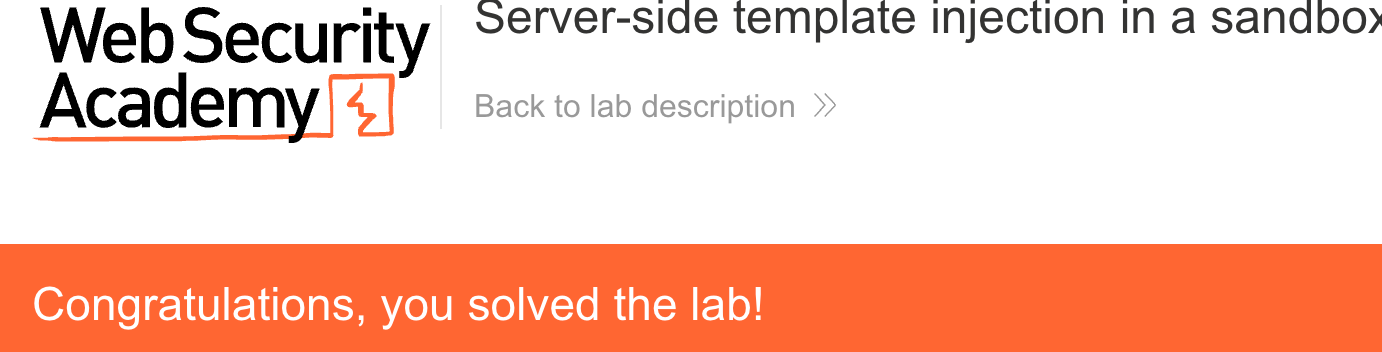 Web Security
Academy
Server-side template injection in a sandbox
Back to lab description
Congratulations, you solved the lab!